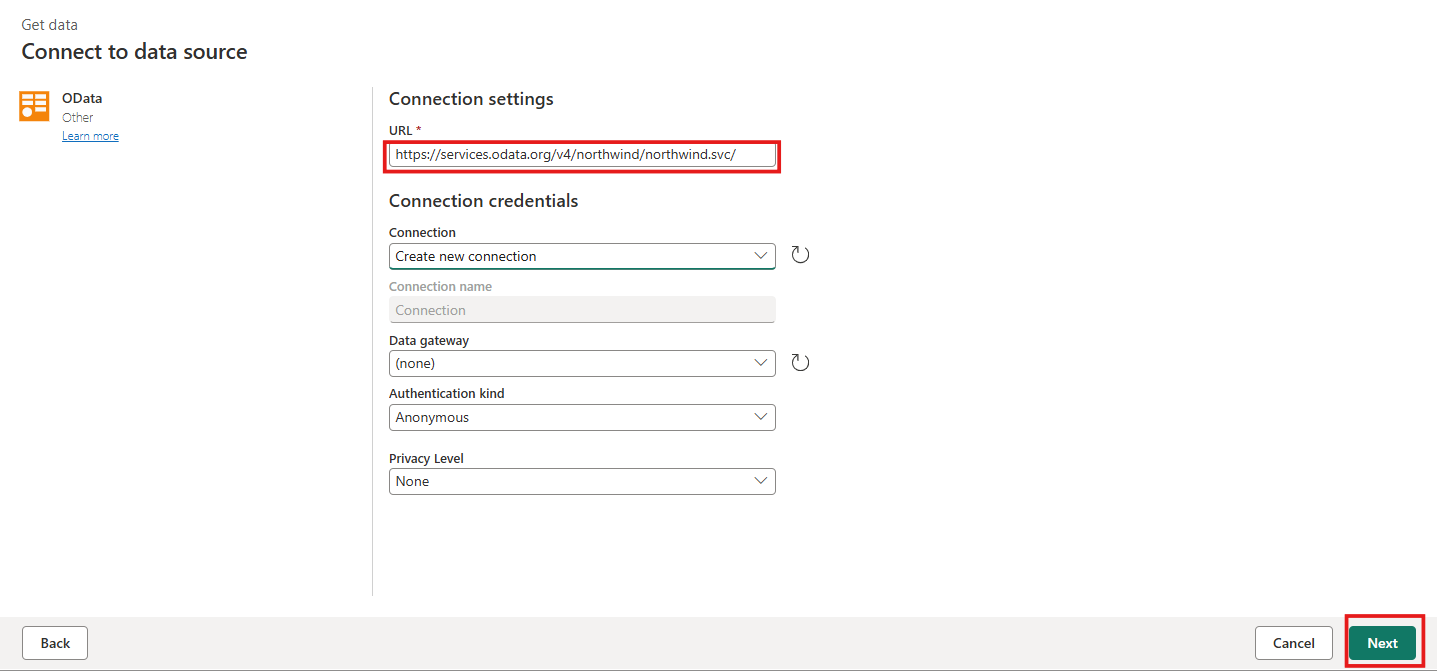 Get data
Connect to data source
OData
Other
Learn more
Connection settings
URL *
https://services.odata.org/v4/northwind/northwind.svc/
Connection credentials
Connection
Create new connection
Connection name
Connection
Data gateway
(none)
Authentication kind
Anonymous
Privacy Level
None
Back
Cancel
Next